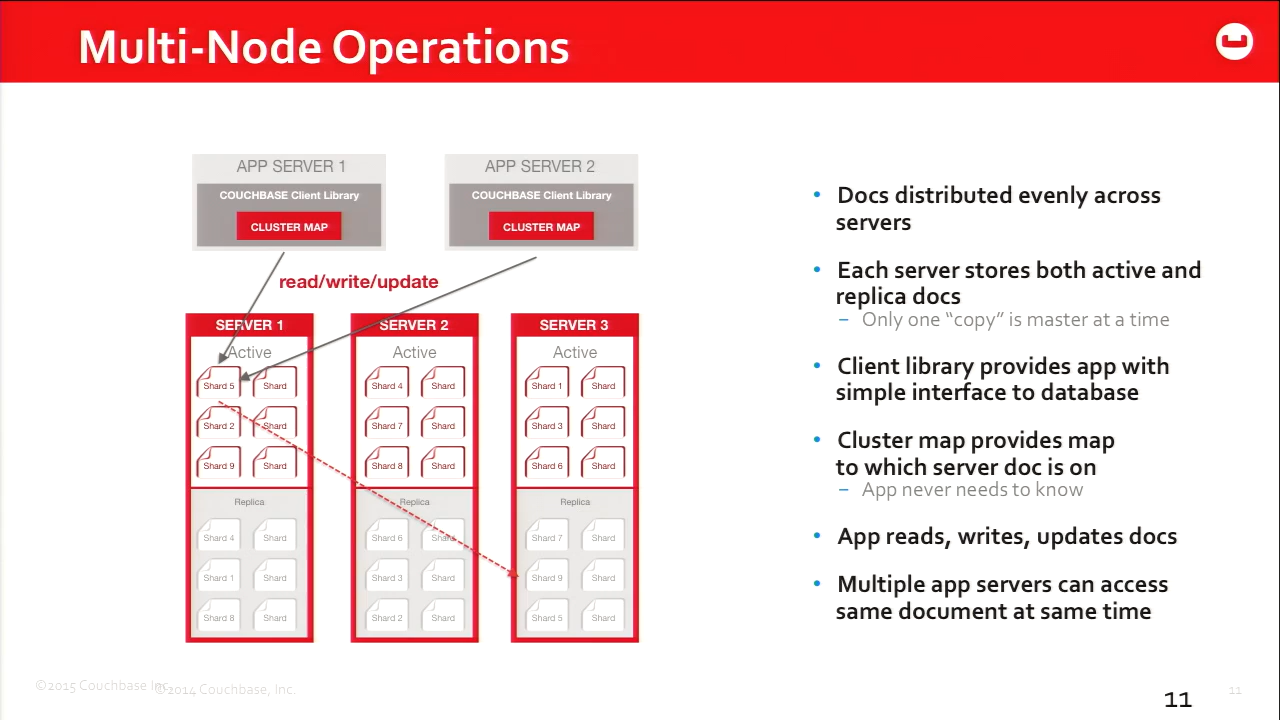 Multi-Node Operations
APP SERVER 1
COUCHBASE Client Library
CLUSTER MAP
APP SERVER 2
COUCHBASE Client Library
CLUSTER MAP
read/write/update
SERVER 1
Active
Shard 5 Shard
Shard 2 Shard
Shard 9 Shard
Replica
Shard 4 Shard
Shard 1 Shard
Shard 8 Shard
SERVER 2
Active
Shard 4 Shard
Shard 7 Shard
Shard 8 Shard
Replica
Shard 6 Shard
Shard 3 Shard
Shard 2 Shard
SERVER 3
Active
Shard 1 Shard
Shard 3 Shard
Shard 6 Shard
Replica
Shard 7 Shard
Shard 9 Shard
Shard 5 Shard
• Docs distributed evenly across
servers
• Each server stores both active and
replica docs
– Only one “copy” is master at a time
• Client library provides app with
simple interface to database
• Cluster map provides map
to which server doc is on
– App never needs to know
• App reads, writes, updates docs
• Multiple app servers can access
same document at same time
©2015 Couchbase Inc.
©2014 Couchbase, Inc.
11
11